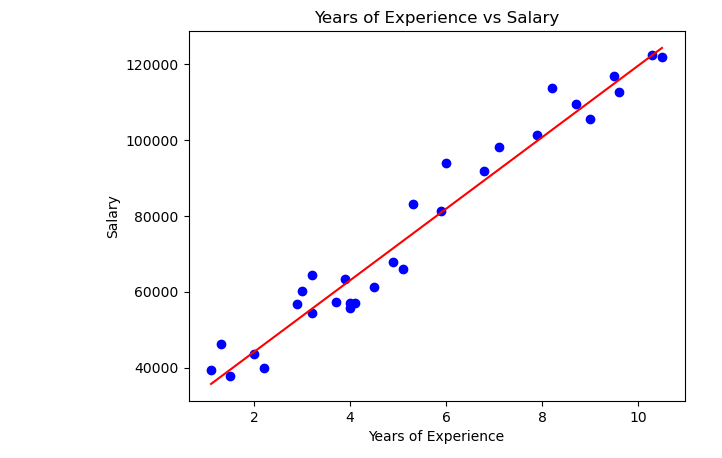 Years of Experience vs Salary
120000
100000
80000
60000
40000
Salary
2 4 6 8 10
Years of Experience